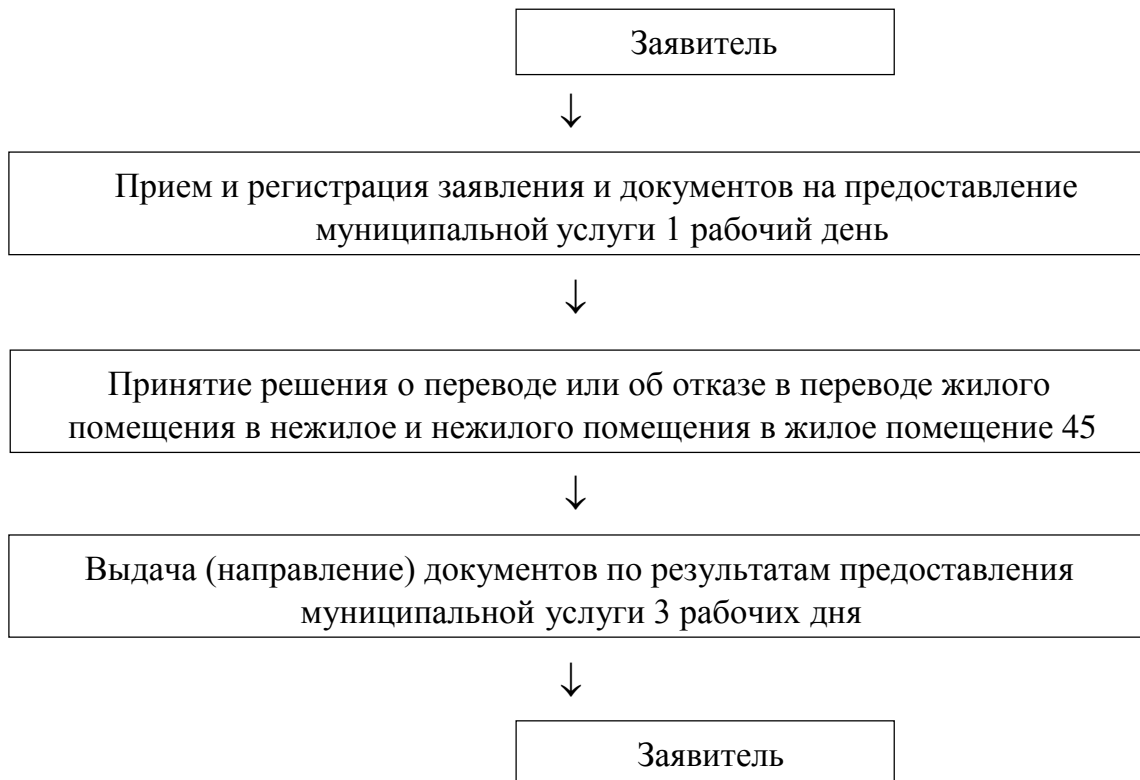 Заявитель
↓
Прием и регистрация заявления и документов на предоставление
муниципальной услуги 1 рабочий день
↓
Принятие решения о переводе или об отказе в переводе жилого
помещения в нежилое и нежилого помещения в жилое помещение 45
↓
Выдача (направление) документов по результатам предоставления
муниципальной услуги 3 рабочих дня
↓
Заявитель